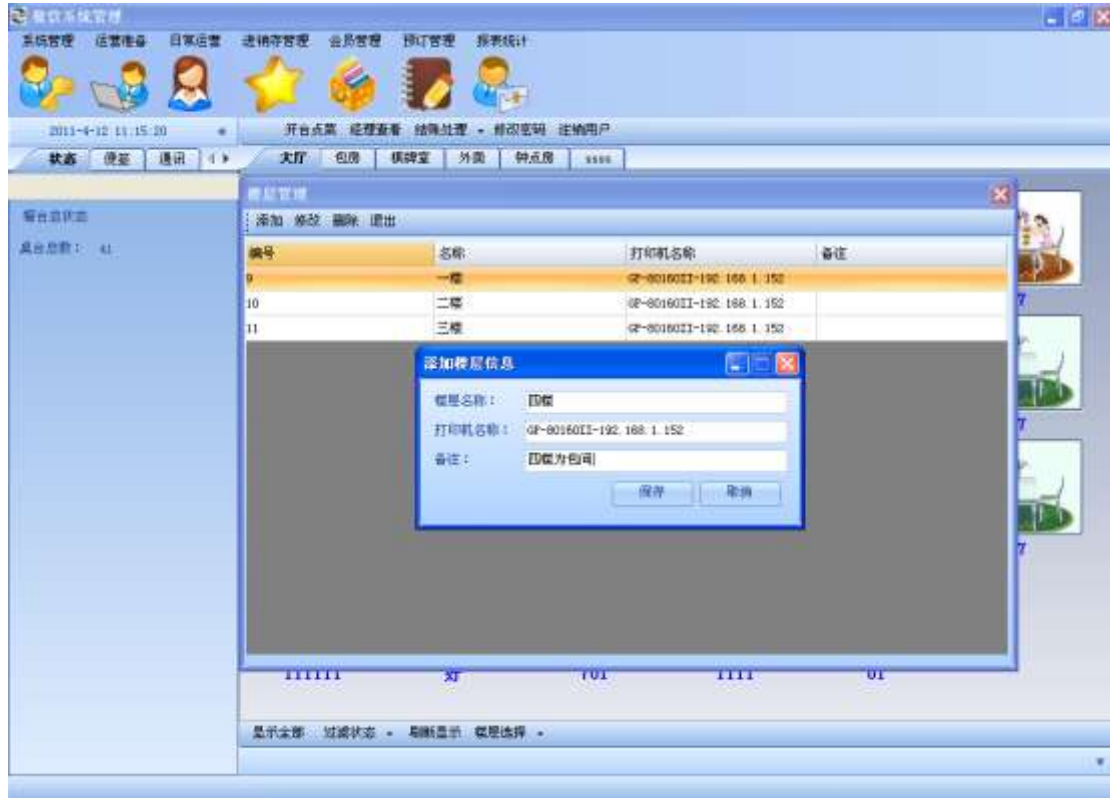 餐饮系统管理
系统管理 运营准备 日常运营 进销存管理 会员管理 预订管理 报表统计
2011-4-12 11:15:20 开台点菜 经理查看 结账处理 修改密码 注销用户
状态 便签 通讯 大厅 包房 棋牌室 外卖 钟点房 ssss
楼层管理
餐台总状态
添加 修改 删除 退出
桌台总数: 41
编号 名称 打印机名称 备注
9 一楼 GP-80160II-192.168.1.152
10 二楼 GP-80160II-192.168.1.152
11 三楼 GP-80160II-192.168.1.152
添加楼层信息
楼层名称: 四楼
打印机名称: GP-80160II-192.168.1.152
备注: 四楼为包间
保存 取消
111111 好 701 1111 01
显示全部 过滤状态 刷新显示 楼层选择